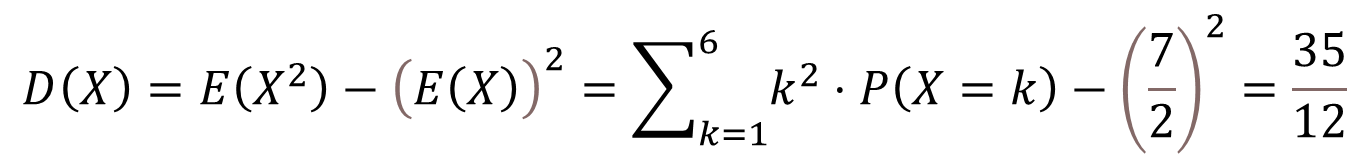 D(X) = E(X²) − (E(X))² = ∑_{k=1}^{6} k² · P(X = k) − (7/2)² = 35/12